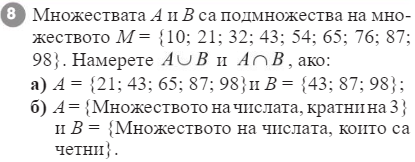 8 Множествата A и B са подмножества на мно-
жеството M = {10; 21; 32; 43; 54; 65; 76; 87;
98}. Намерете A ∪ B и A ∩ B, ако:
а) A = {21; 43; 65; 87; 98}и B = {43; 87; 98};
б) A = {Множеството на числата, кратни на 3}
и B = {Множеството на числата, които са
четни}.